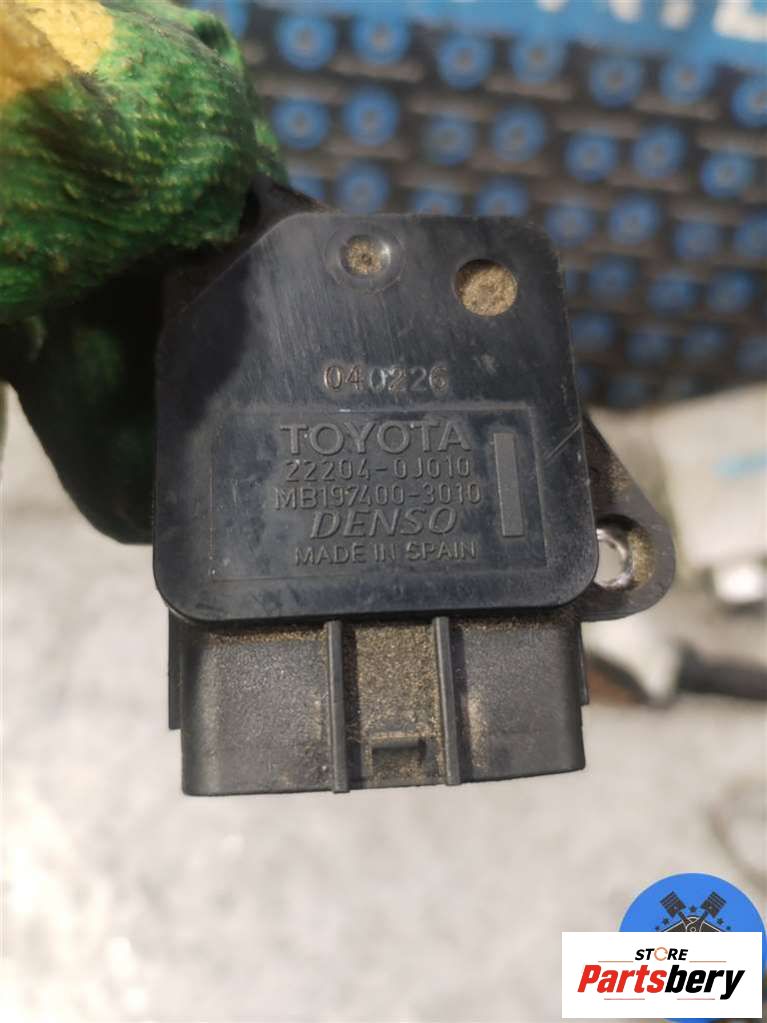 040226
TOYOTA
22204-0J010
MB197400-3010
DENSO
MADE IN SPAIN
STORE
Partsbery